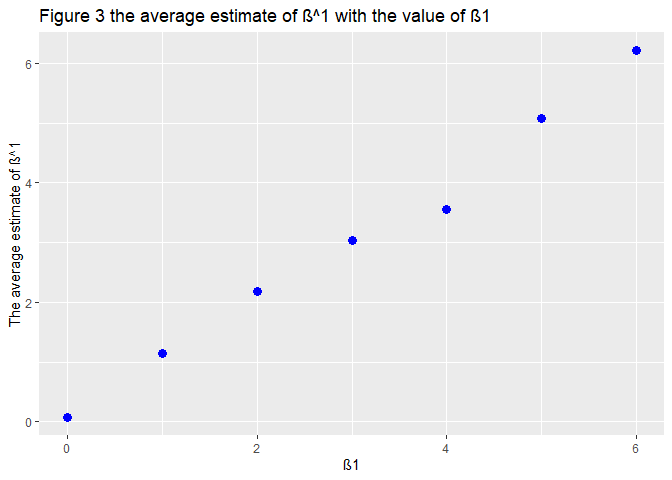 Figure 3 the average estimate of ß^1 with the value of ß1
The average estimate of ß^1
6
4
2
0
0
2
4
6
ß1